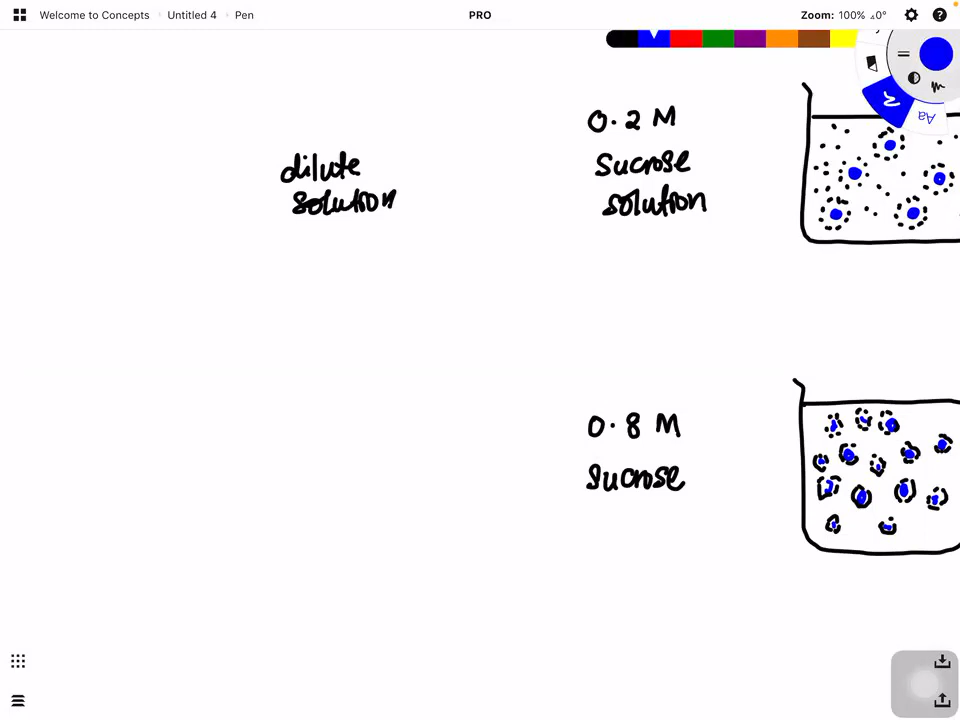 Welcome to Concepts
Untitled 4
Pen
PRO
Zoom: 100% 0°
Aa
0.2 M
Sucrose
solution
dilute
solution
0.8 M
Sucrose